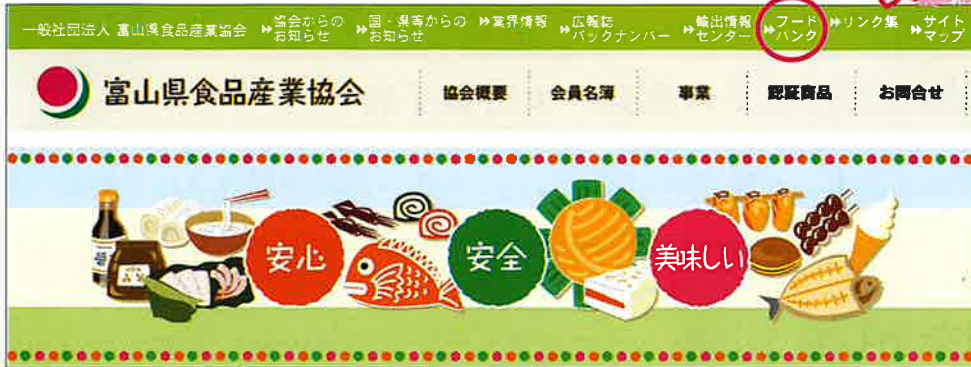 一般社団法人 富山県食品産業協会
協会からの
お知らせ
国・県等からの
お知らせ
業界情報
広報誌
バックナンバー
輸出情報
センター
フード
バンク
リンク集
サイト
マップ
富山県食品産業協会
協会概要
会員名簿
事業
認証商品
お問合せ
安心
安全
美味しい